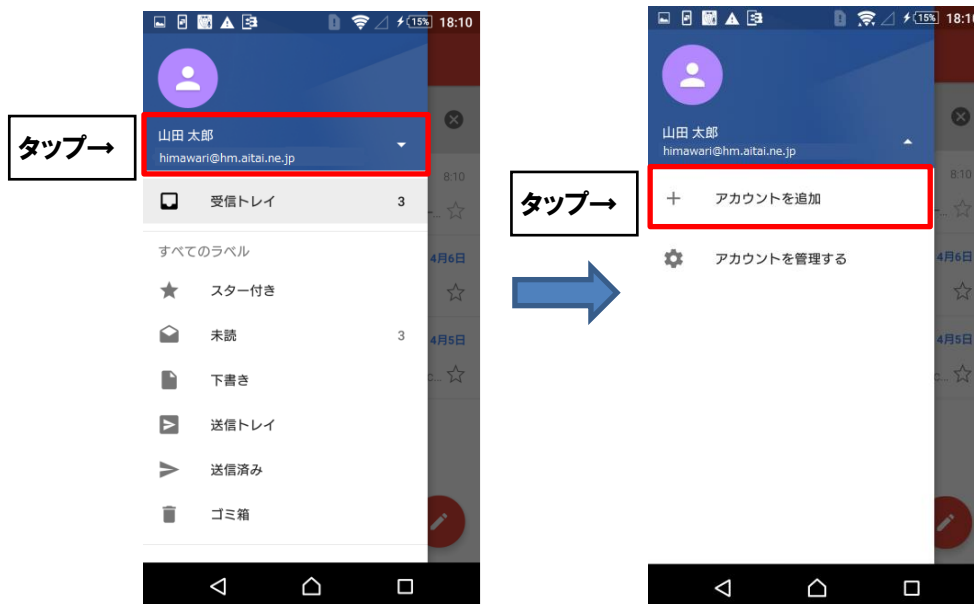 15% 18:10
山田 太郎
himawari@hm.aitai.ne.jp
タップ→
受信トレイ 3
8:10
すべてのラベル
4月6日
スター付き
未読 3
4月5日
下書き
送信トレイ
送信済み
ゴミ箱
15%
山田 太郎
himawari@hm.aitai.ne.jp
8:10
タップ→
アカウントを追加
アカウントを管理する
4月6日
4月5日